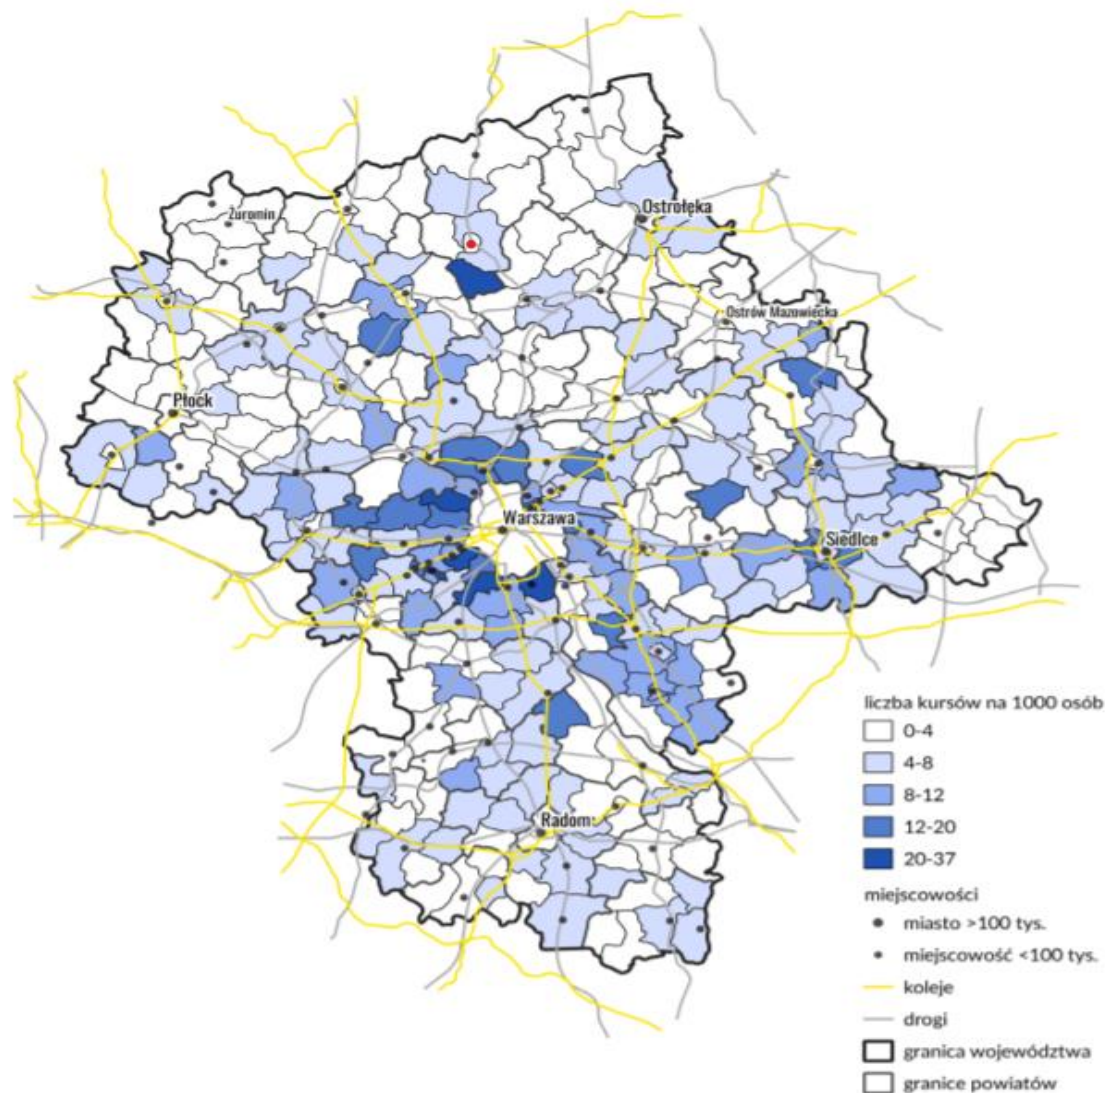 Żuromin
Ostrołęka
Ostrów Mazowiecka
Płock
Warszawa
Siedlce
Radom
liczba kursów na 1000 osób
0-4
4-8
8-12
12-20
20-37
miejscowości
miasto >100 tys.
miejscowość <100 tys.
koleje
drogi
granica województwa
granice powiatów